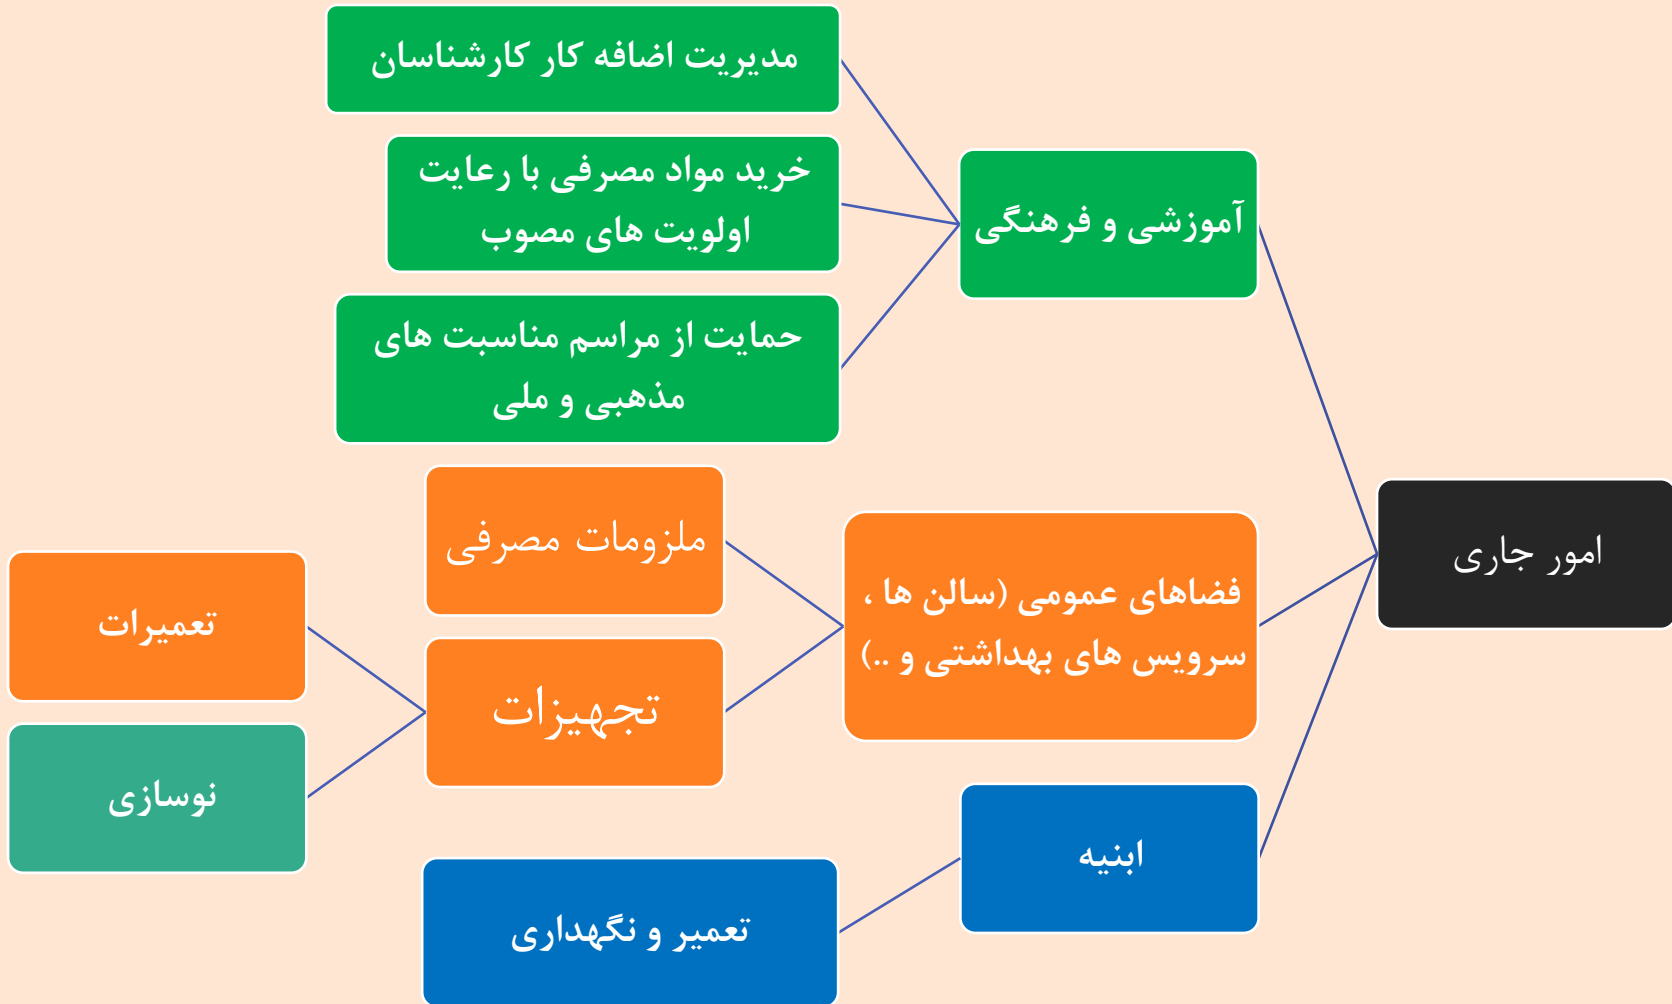 امور جاری
آموزشی و فرهنگی
مدیریت اضافه کار کارشناسان
خرید مواد مصرفی با رعایت
اولویت های مصوب
حمایت از مراسم مناسبت های
مذهبی و ملی
فضاهای عمومی (سالن ها ،
سرویس های بهداشتی و ..)
ملزومات مصرفی
تجهیزات
تعمیرات
نوسازی
ابنیه
تعمیر و نگهداری